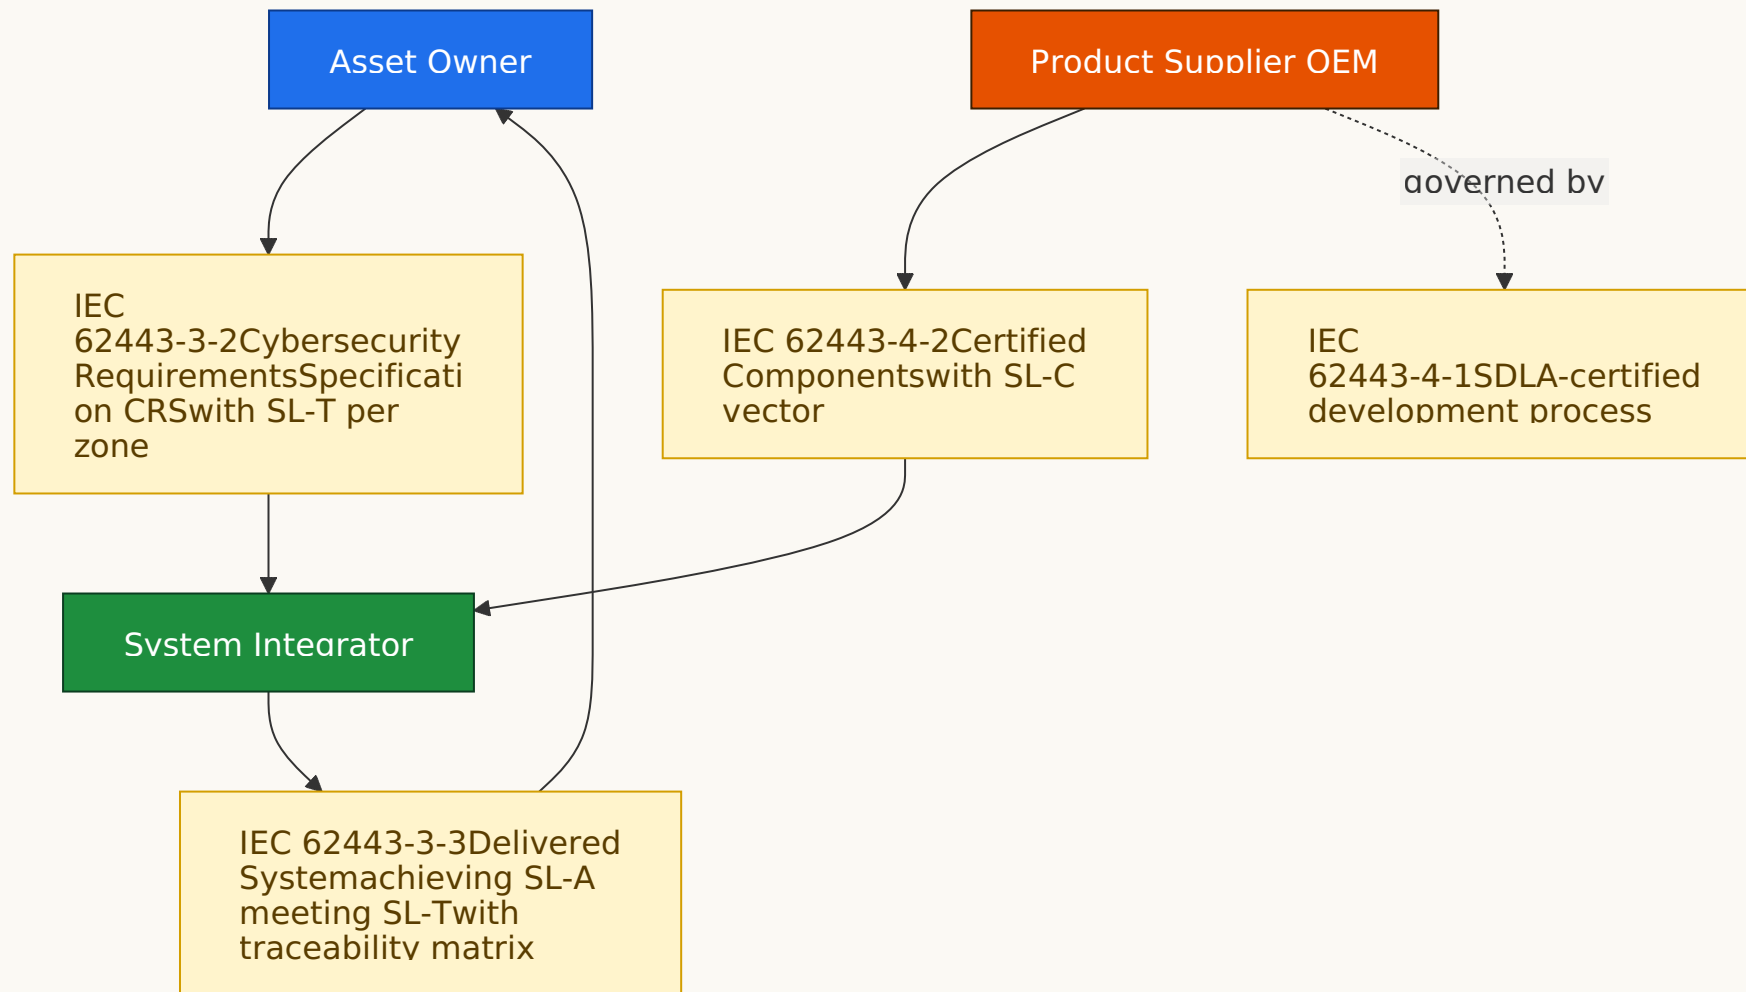 Asset Owner
Product Supplier OEM
governed by
IEC
62443-3-2Cybersecurity
RequirementsSpecificati
on CRSwith SL-T per
zone
IEC 62443-4-2Certified
Componentswith SL-C
vector
IEC
62443-4-1SDLA-certified
development process
System Integrator
IEC 62443-3-3Delivered
Systemachieving SL-A
meeting SL-Twith
traceability matrix